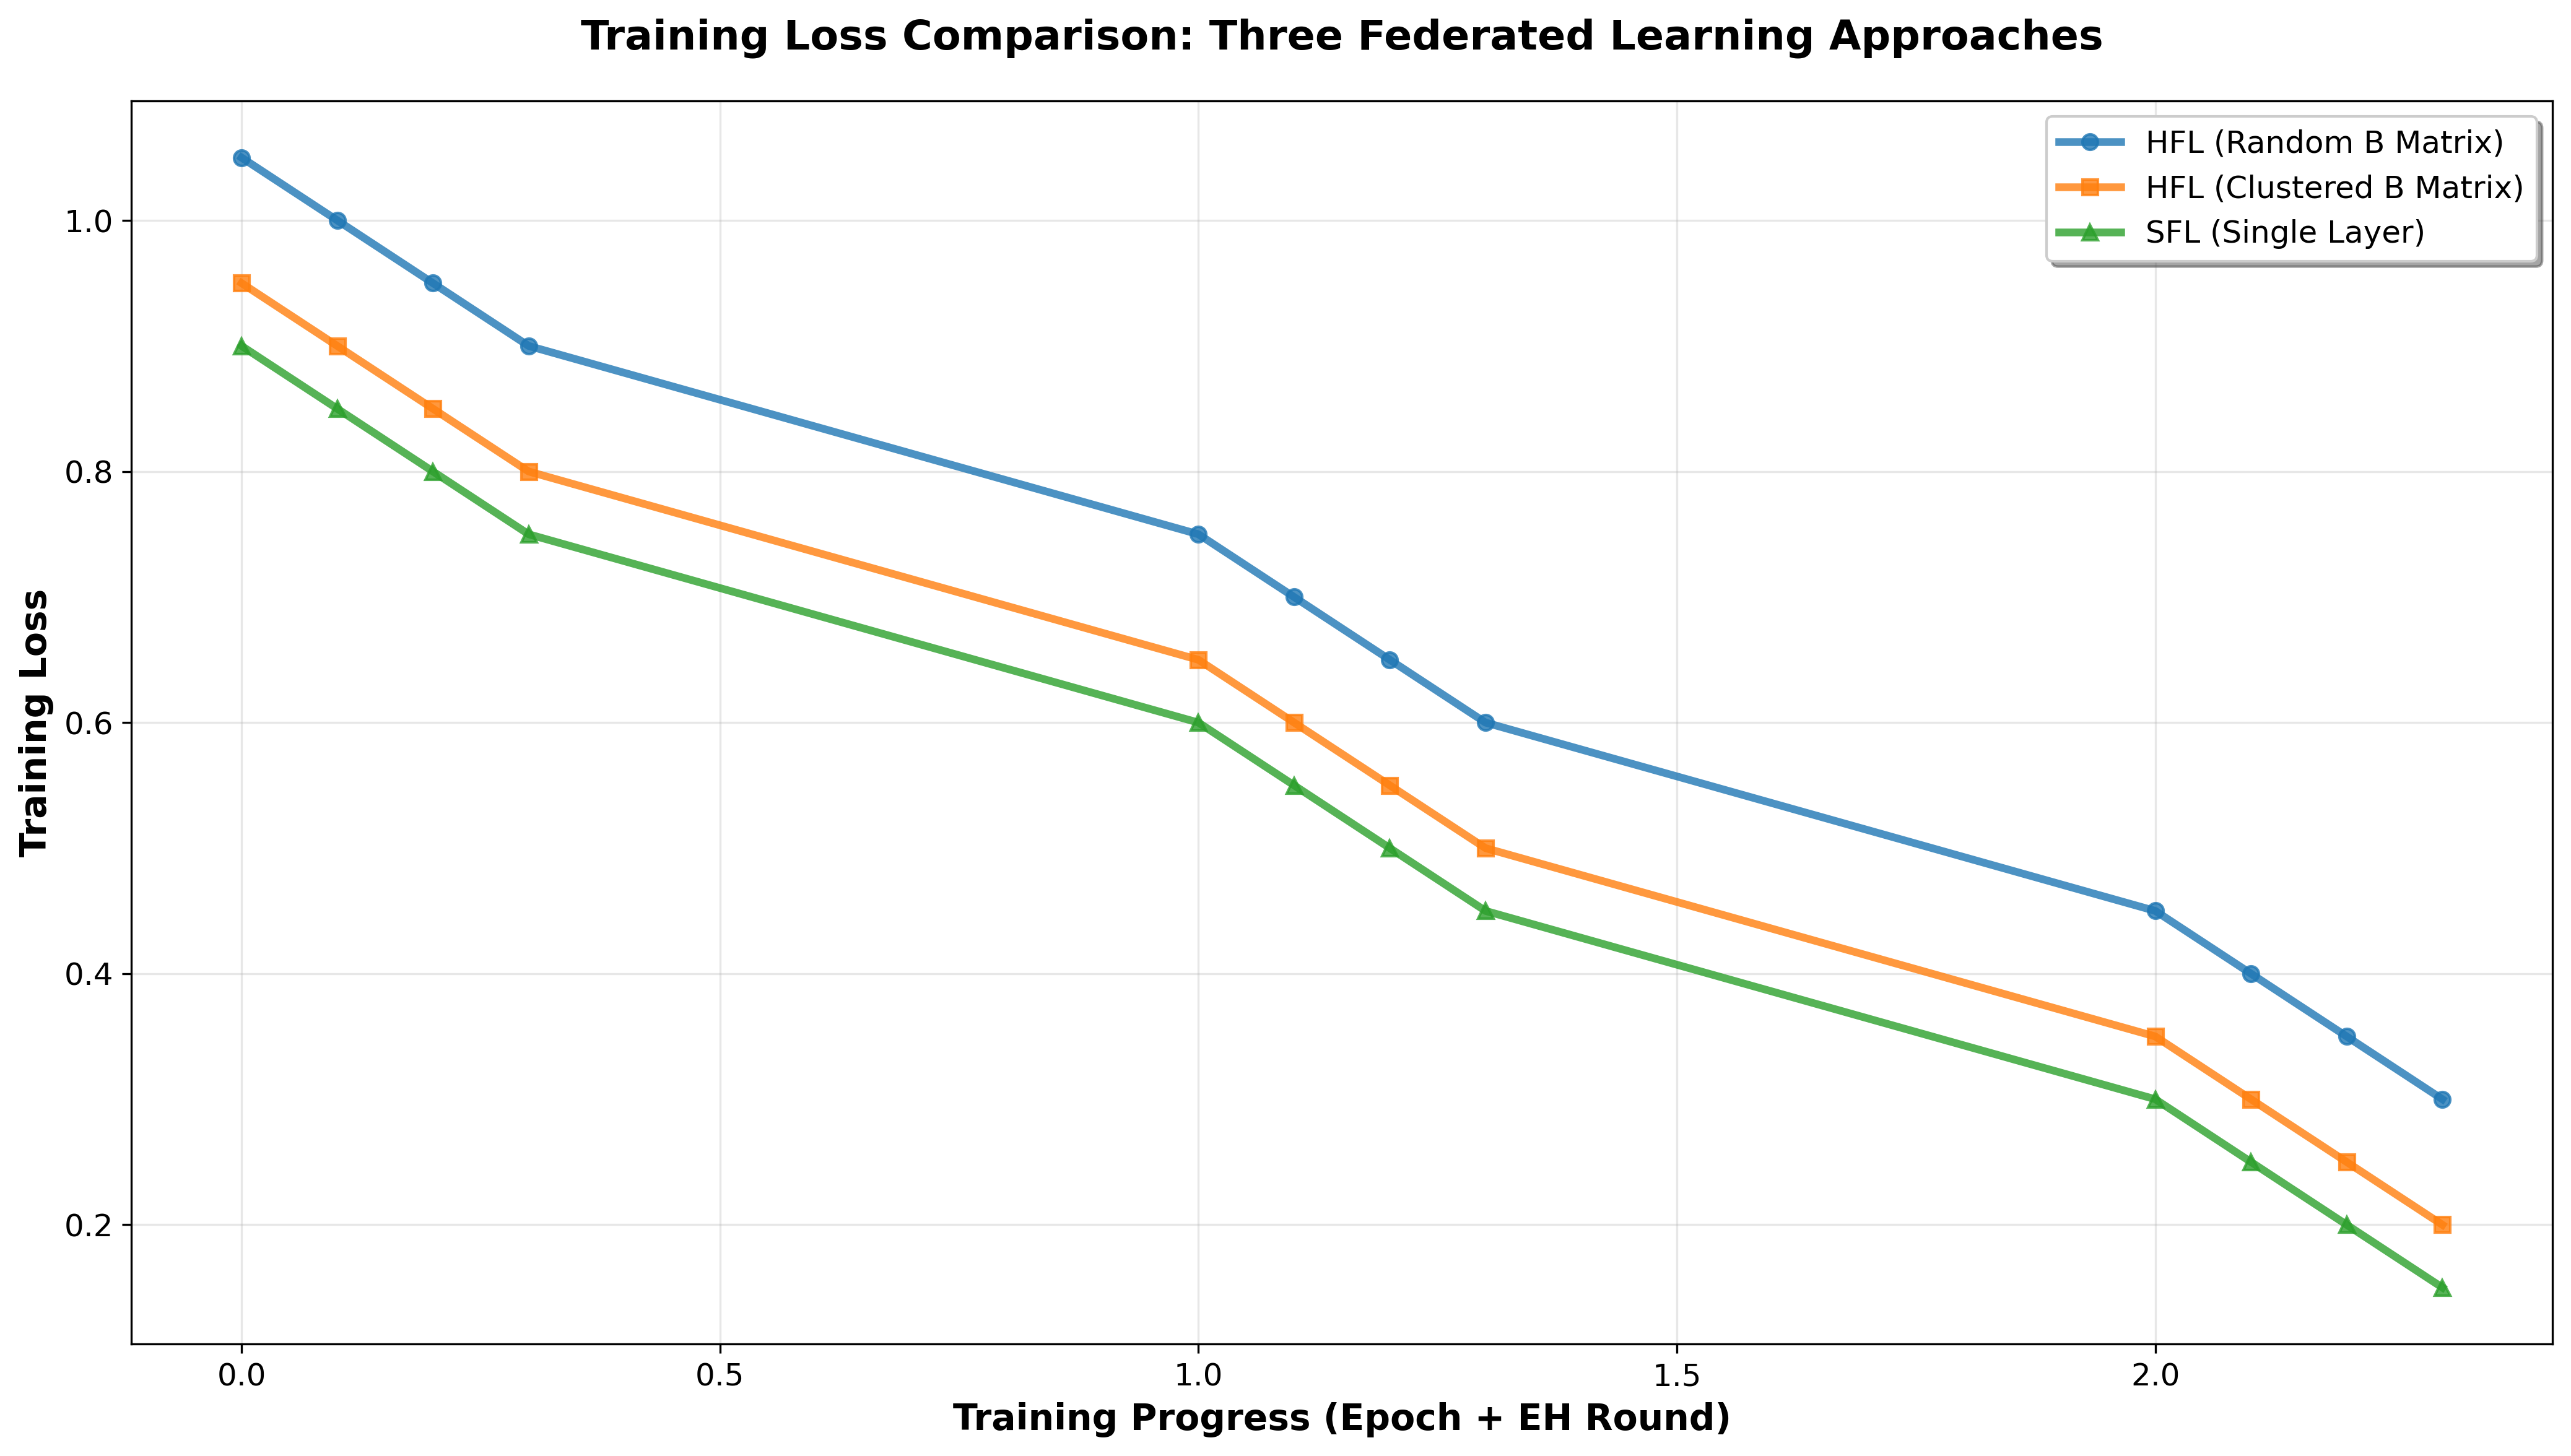 Training Loss Comparison: Three Federated Learning Approaches
HFL (Random B Matrix)
HFL (Clustered B Matrix)
SFL (Single Layer)
Training Loss
1.0
0.8
0.6
0.4
0.2
0.0 0.5 1.0 1.5 2.0
Training Progress (Epoch + EH Round)